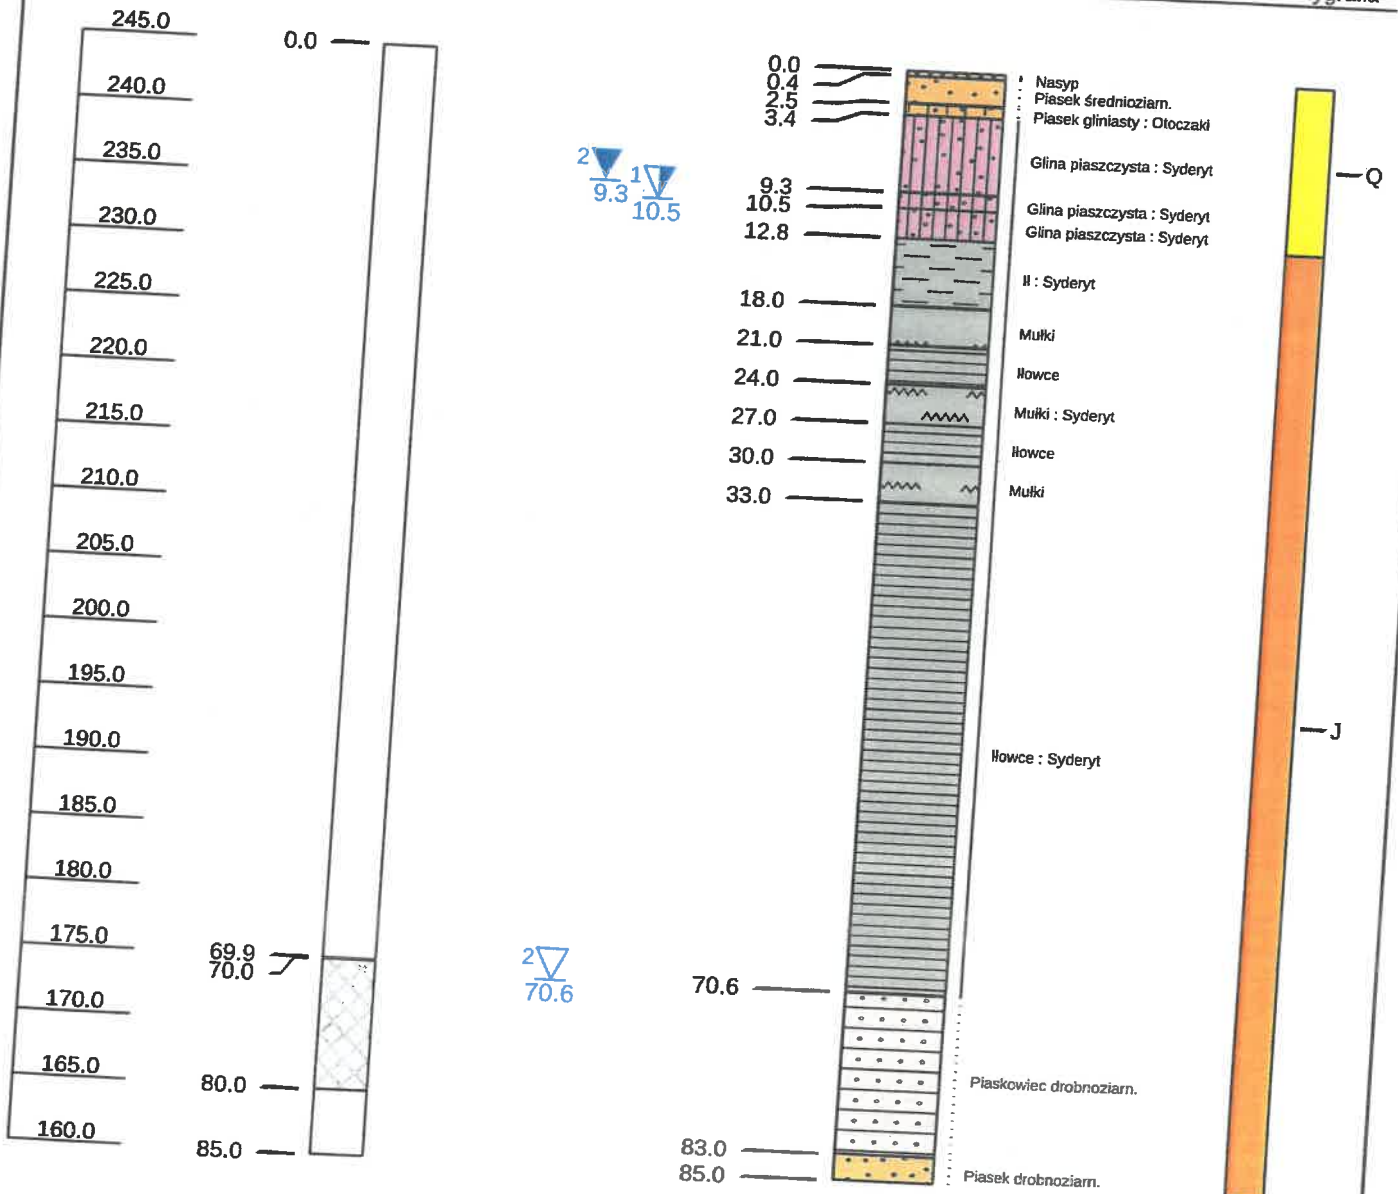 245.0
240.0
235.0
230.0
225.0
220.0
215.0
210.0
205.0
200.0
195.0
190.0
185.0
180.0
175.0
170.0
165.0
160.0
0.0
69.9
70.0
80.0
85.0
2
9.3
1
10.5
2
70.6
0.0
0.4
2.5
3.4
9.3
10.5
12.8
18.0
21.0
24.0
27.0
30.0
33.0
70.6
83.0
85.0
Nasyp
Piasek średnioziarn.
Piasek gliniasty : Otoczaki
Glina piaszczysta : Syderyt
Glina piaszczysta : Syderyt
Glina piaszczysta : Syderyt
Ił : Syderyt
Mułki
Iłowce
Mułki : Syderyt
Iłowce
Mułki
Iłowce : Syderyt
Piaskowiec drobnoziarn.
Piasek drobnoziarn.
Q
J